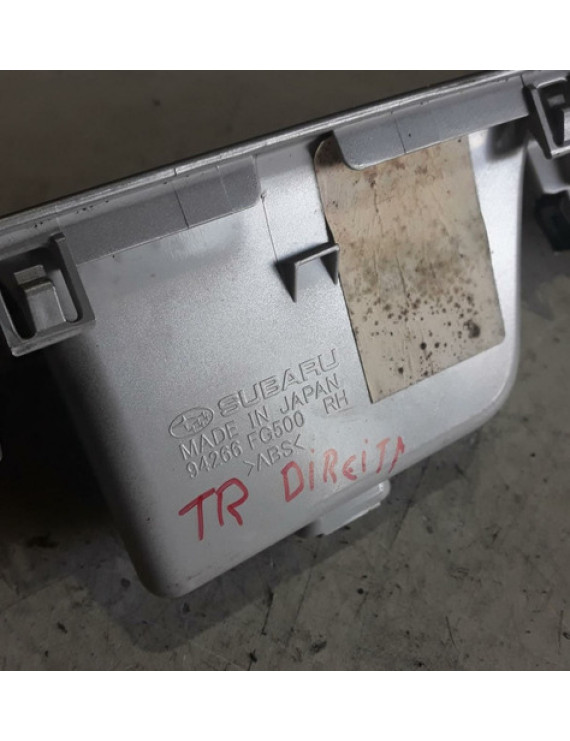 SUBARU
MADE IN JAPAN
94266 FG500 RH
>ABS<
TR DIREITA